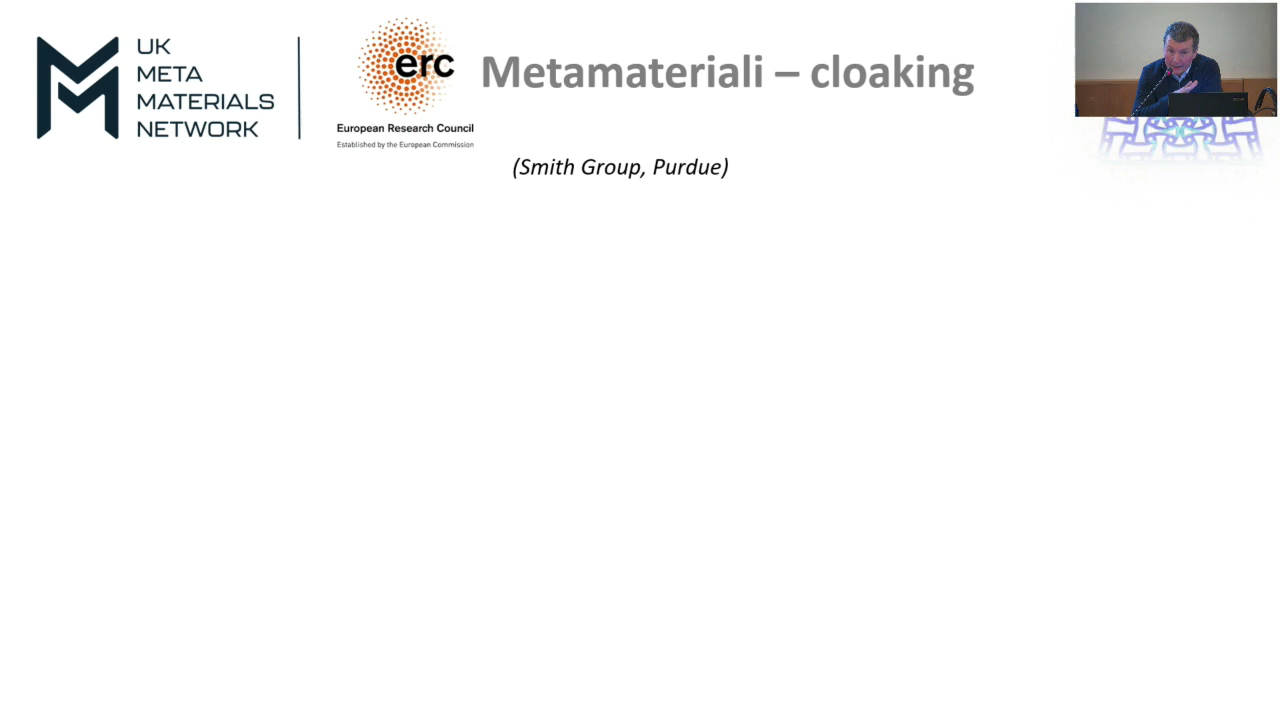 UK
META
MATERIALS
NETWORK
erc
European Research Council
Established by the European Commission
Metamateriali – cloaking
(Smith Group, Purdue)